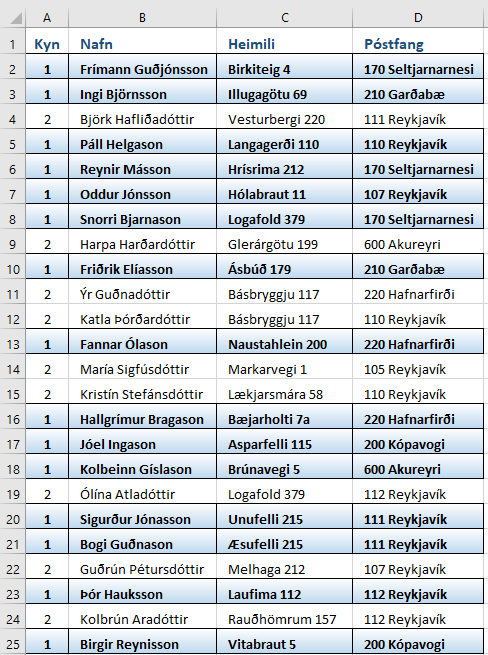 A B C D
1 Kyn Nafn Heimili Póstfang
2 1 Frímann Guðjónsson Birkiteig 4 170 Seltjarnarnesi
3 1 Ingi Björnsson Illugagötu 69 210 Garðabæ
4 2 Björk Hafliðadóttir Vesturbergi 220 111 Reykjavík
5 1 Páll Helgason Langagerði 110 110 Reykjavík
6 1 Reynir Másson Hrísrima 212 170 Seltjarnarnesi
7 1 Oddur Jónsson Hólabraut 11 107 Reykjavík
8 1 Snorri Bjarnason Logafold 379 170 Seltjarnarnesi
9 2 Harpa Harðardóttir Glerárgötu 199 600 Akureyri
10 1 Friðrik Elíasson Ásbúð 179 210 Garðabæ
11 2 Ýr Guðnadóttir Básbryggju 117 220 Hafnarfirði
12 2 Katla Þórðardóttir Básbryggju 117 110 Reykjavík
13 1 Fannar Ólason Naustahlein 200 220 Hafnarfirði
14 2 María Sigfúsdóttir Markarvegi 1 105 Reykjavík
15 2 Kristín Stefánsdóttir Lækjarsmára 58 110 Reykjavík
16 1 Hallgrímur Bragason Bæjarholti 7a 220 Hafnarfirði
17 1 Jóel Ingason Asparfelli 115 200 Kópavogi
18 1 Kolbeinn Gíslason Brúnavegi 5 600 Akureyri
19 2 Ólína Atladóttir Logafold 379 112 Reykjavík
20 1 Sigurður Jónasson Unufelli 215 111 Reykjavík
21 1 Bogi Guðnason Æsufelli 215 111 Reykjavík
22 2 Guðrún Pétursdóttir Melhaga 212 107 Reykjavík
23 1 Þór Hauksson Laufima 112 112 Reykjavík
24 2 Kolbrún Aradóttir Rauðhömrum 157 112 Reykjavík
25 1 Birgir Reynisson Vitabraut 5 200 Kópavogi